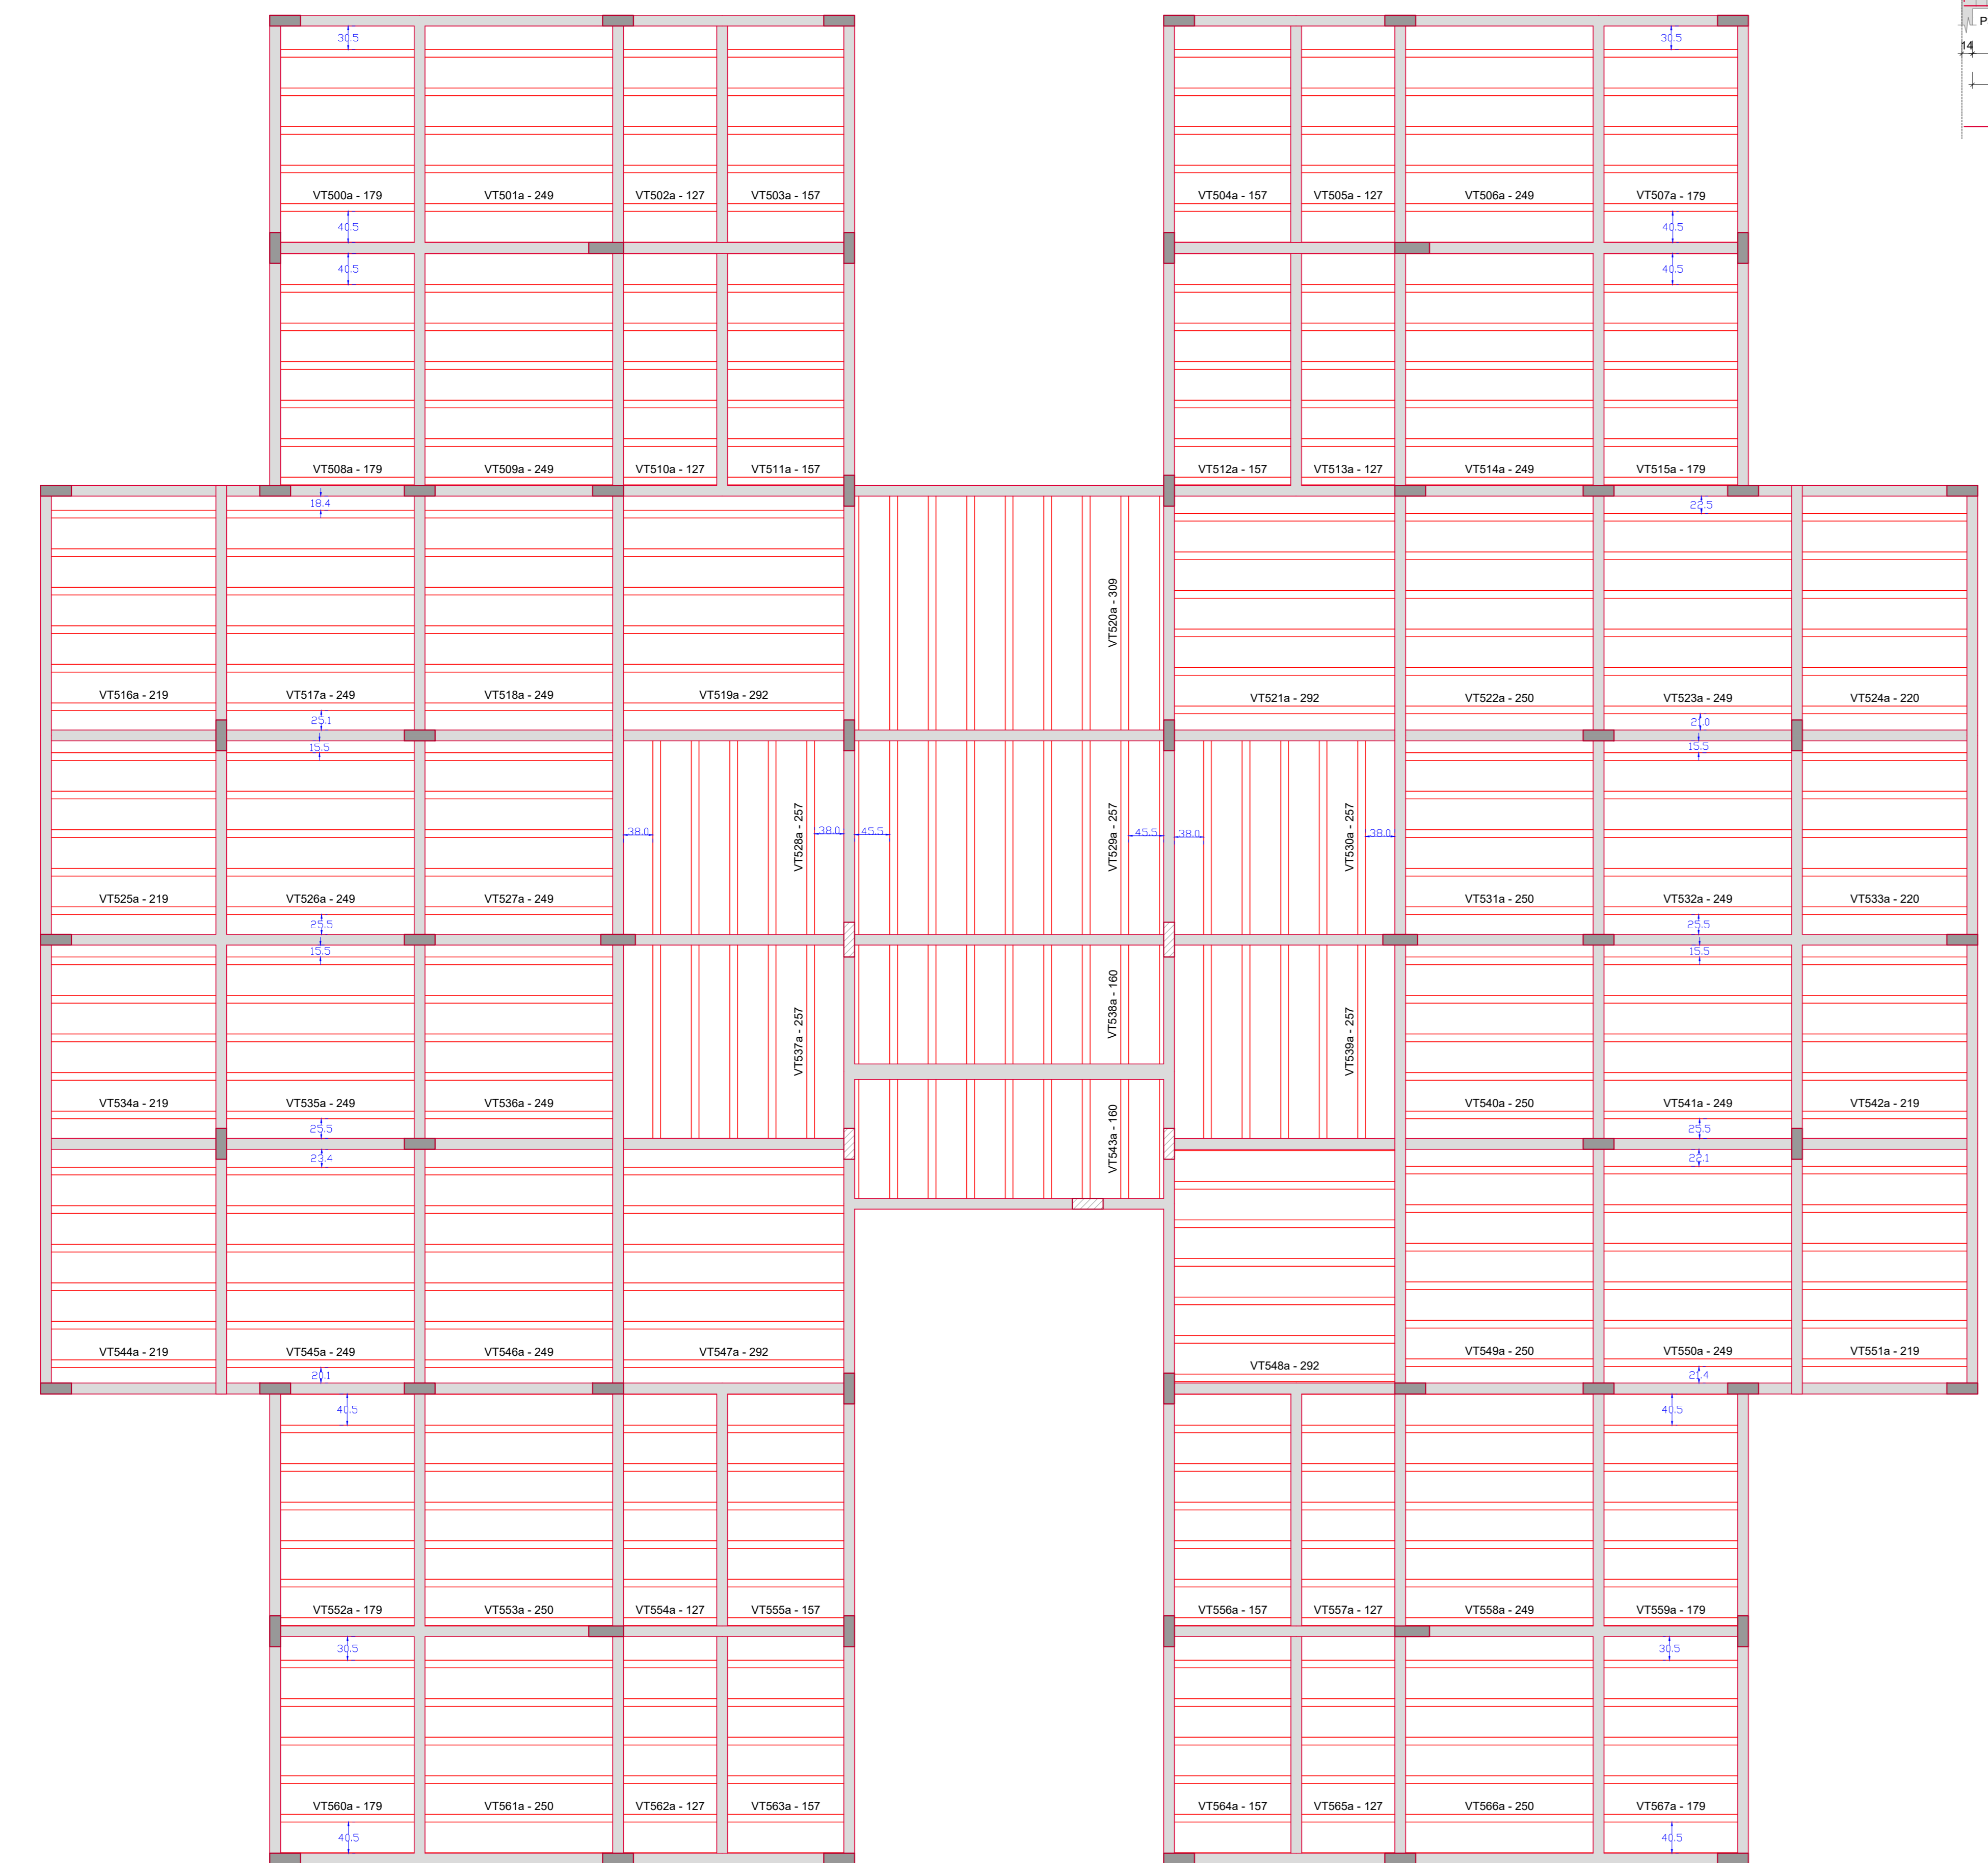 P
14
30.5
30.5
VT500a - 179
VT501a - 249
VT502a - 127
VT503a - 157
VT504a - 157
VT505a - 127
VT506a - 249
VT507a - 179
40.5
40.5
40.5
40.5
VT508a - 179
VT509a - 249
VT510a - 127
VT511a - 157
VT512a - 157
VT513a - 127
VT514a - 249
VT515a - 179
18.4
22.5
VT520a - 309
VT516a - 219
VT517a - 249
VT518a - 249
VT519a - 292
VT521a - 292
VT522a - 250
VT523a - 249
VT524a - 220
25.1
21.0
15.5
15.5
38.0
VT528a - 257
38.0
45.5
VT529a - 257
45.5
38.0
VT530a - 257
38.0
VT525a - 219
VT526a - 249
VT527a - 249
VT531a - 250
VT532a - 249
VT533a - 220
25.5
25.5
15.5
15.5
VT538a - 160
VT537a - 257
VT539a - 257
VT534a - 219
VT535a - 249
VT536a - 249
VT540a - 250
VT541a - 249
VT542a - 219
25.5
25.5
VT543a - 160
23.4
22.1
VT544a - 219
VT545a - 249
VT546a - 249
VT547a - 292
VT548a - 292
VT549a - 250
VT550a - 249
VT551a - 219
20.1
21.4
40.5
40.5
VT552a - 179
VT553a - 250
VT554a - 127
VT555a - 157
VT556a - 157
VT557a - 127
VT558a - 249
VT559a - 179
30.5
30.5
VT560a - 179
VT561a - 250
VT562a - 127
VT563a - 157
VT564a - 157
VT565a - 127
VT566a - 250
VT567a - 179
40.5
40.5